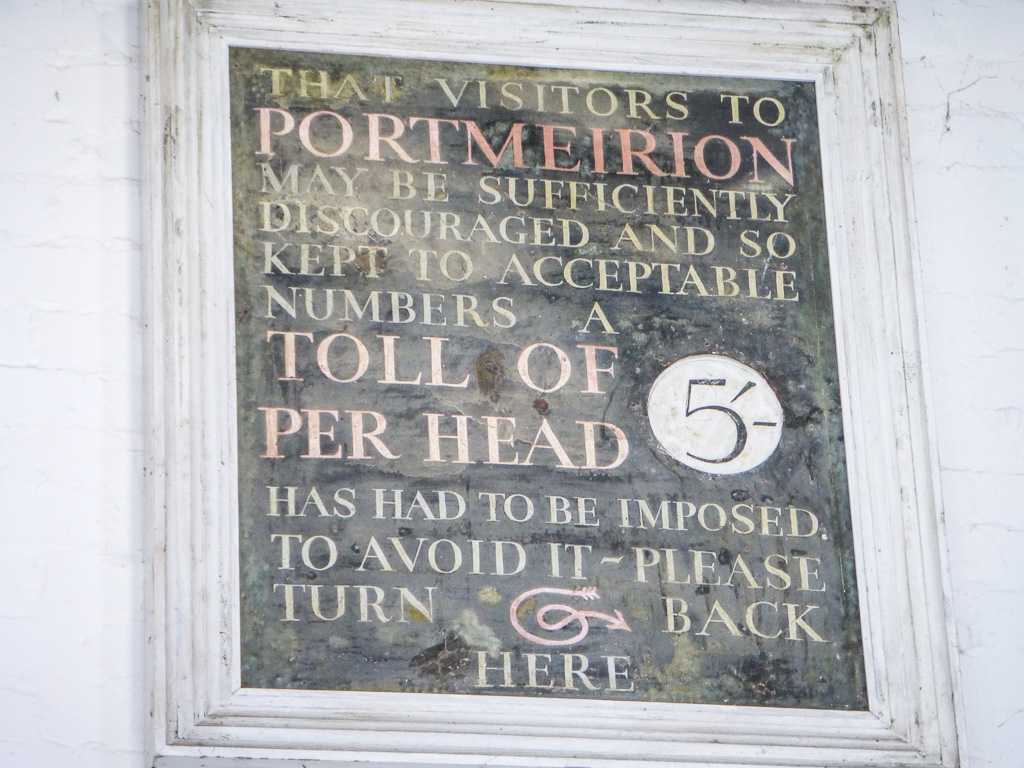 THAT VISITORS TO
PORTMEIRION
MAY BE SUFFICIENTLY
DISCOURAGED AND SO
KEPT TO ACCEPTABLE
NUMBERS A
TOLL OF
5/-
PER HEAD
HAS HAD TO BE IMPOSED.
TO AVOID IT - PLEASE
TURN BACK
HERE